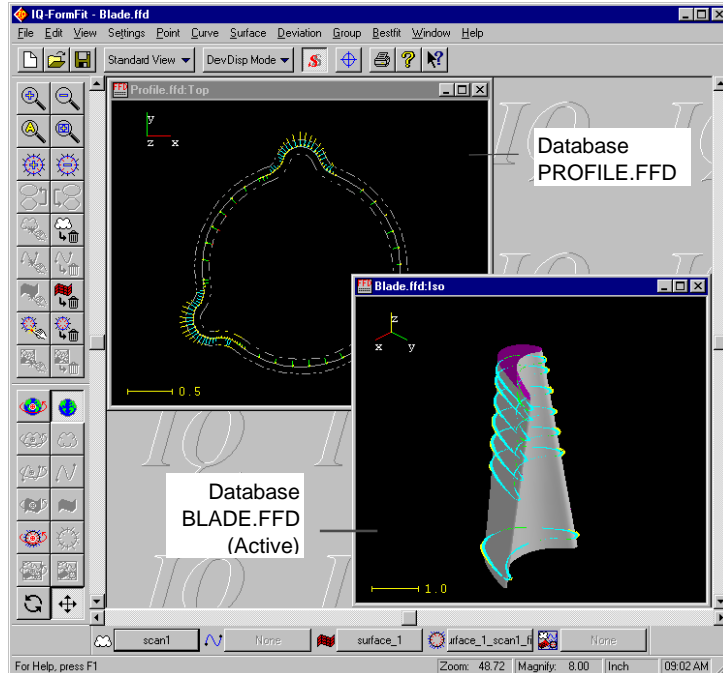 IQ-FormFit - Blade.ffd
File Edit View Settings Point Curve Surface Deviation Group Bestfit Window Help
Standard View DevDisp Mode S
Profile.ffd:Top
y
z x
0.5
Database
PROFILE.FFD
Blade.ffd:Iso
z
x y
1.0
Database
BLADE.FFD
(Active)
IQ
scan1 None surface_1 urface_1_scan1_fi None
For Help, press F1 Zoom: 48.72 Magnify: 8.00 Inch 09:02 AM